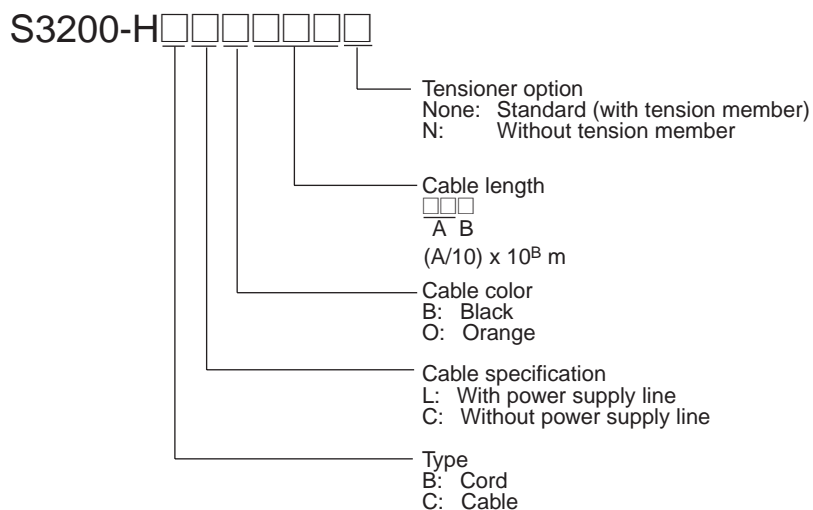 S3200-H□□□□□□□
Tensioner option
None: Standard (with tension member)
N: Without tension member
Cable length
□□□
A B
(A/10) x 10ᴮ m
Cable color
B: Black
O: Orange
Cable specification
L: With power supply line
C: Without power supply line
Type
B: Cord
C: Cable